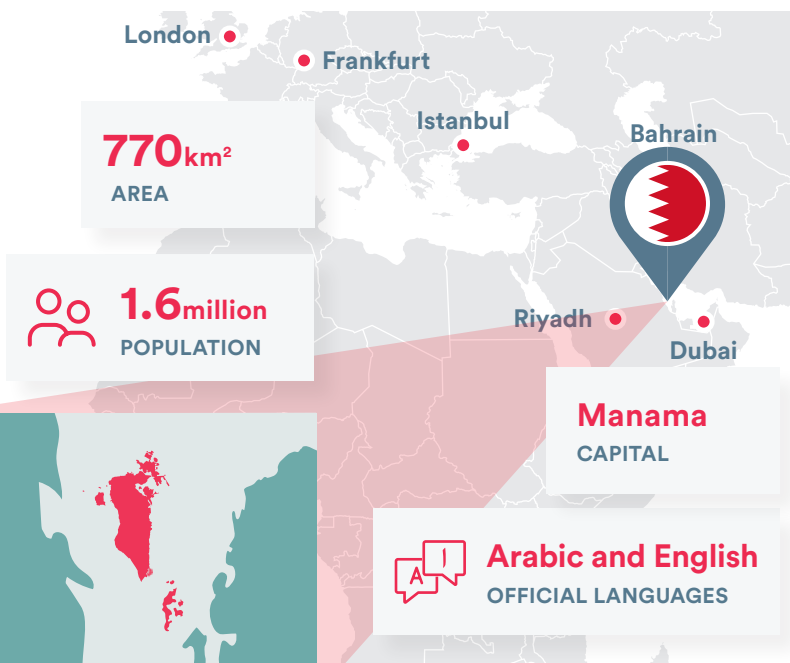 London
Frankfurt
Istanbul
Bahrain
770km²
AREA
1.6million
POPULATION
Riyadh
Dubai
Manama
CAPITAL
A ا
Arabic and English
OFFICIAL LANGUAGES